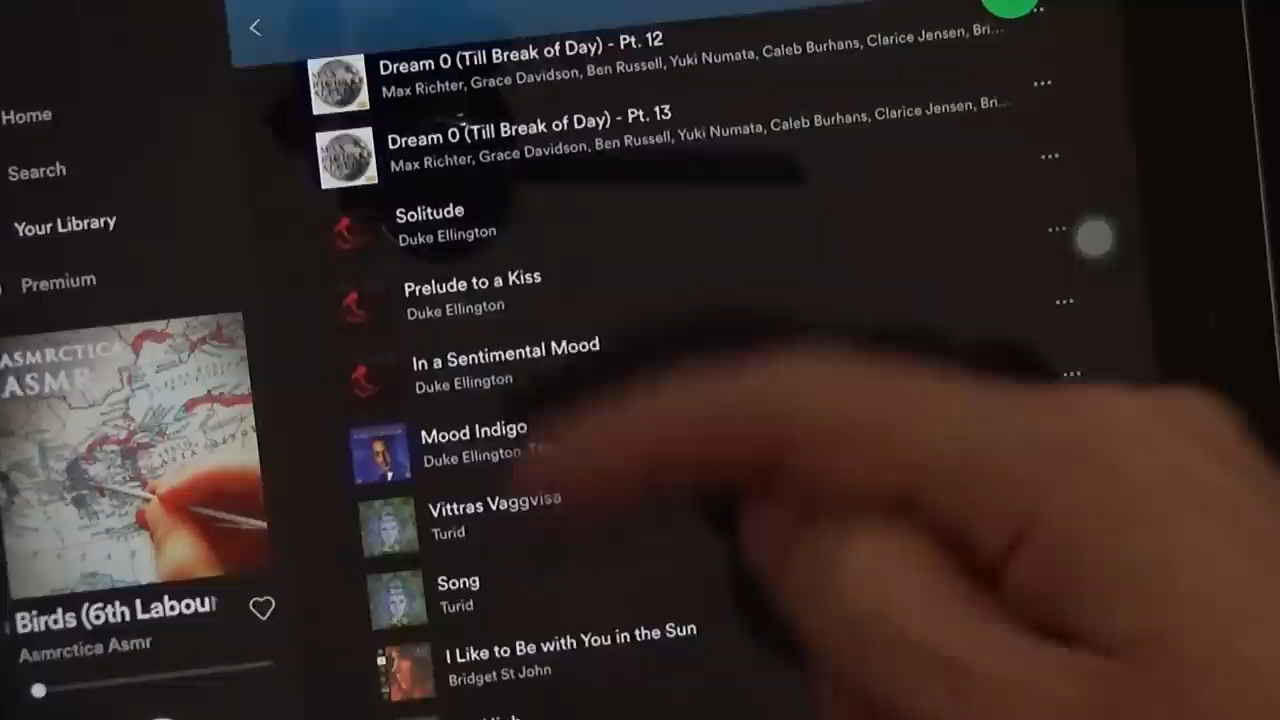 Dream 0 (Till Break of Day) - Pt. 12
Max Richter, Grace Davidson, Ben Russell, Yuki Numata, Caleb Burhans, Clarice Jensen, Bri...
Dream 0 (Till Break of Day) - Pt. 13
Max Richter, Grace Davidson, Ben Russell, Yuki Numata, Caleb Burhans, Clarice Jensen, Bri...
Solitude
Duke Ellington
Prelude to a Kiss
Duke Ellington
In a Sentimental Mood
Duke Ellington
Mood Indigo
Duke Ellington
Vittras Vaggvisa
Turid
Song
Turid
I Like to Be with You in the Sun
Bridget St John
Home
Search
Your Library
Premium
ASMRCTICA
ASMR
Birds (6th Labour
Asmrctica Asmr